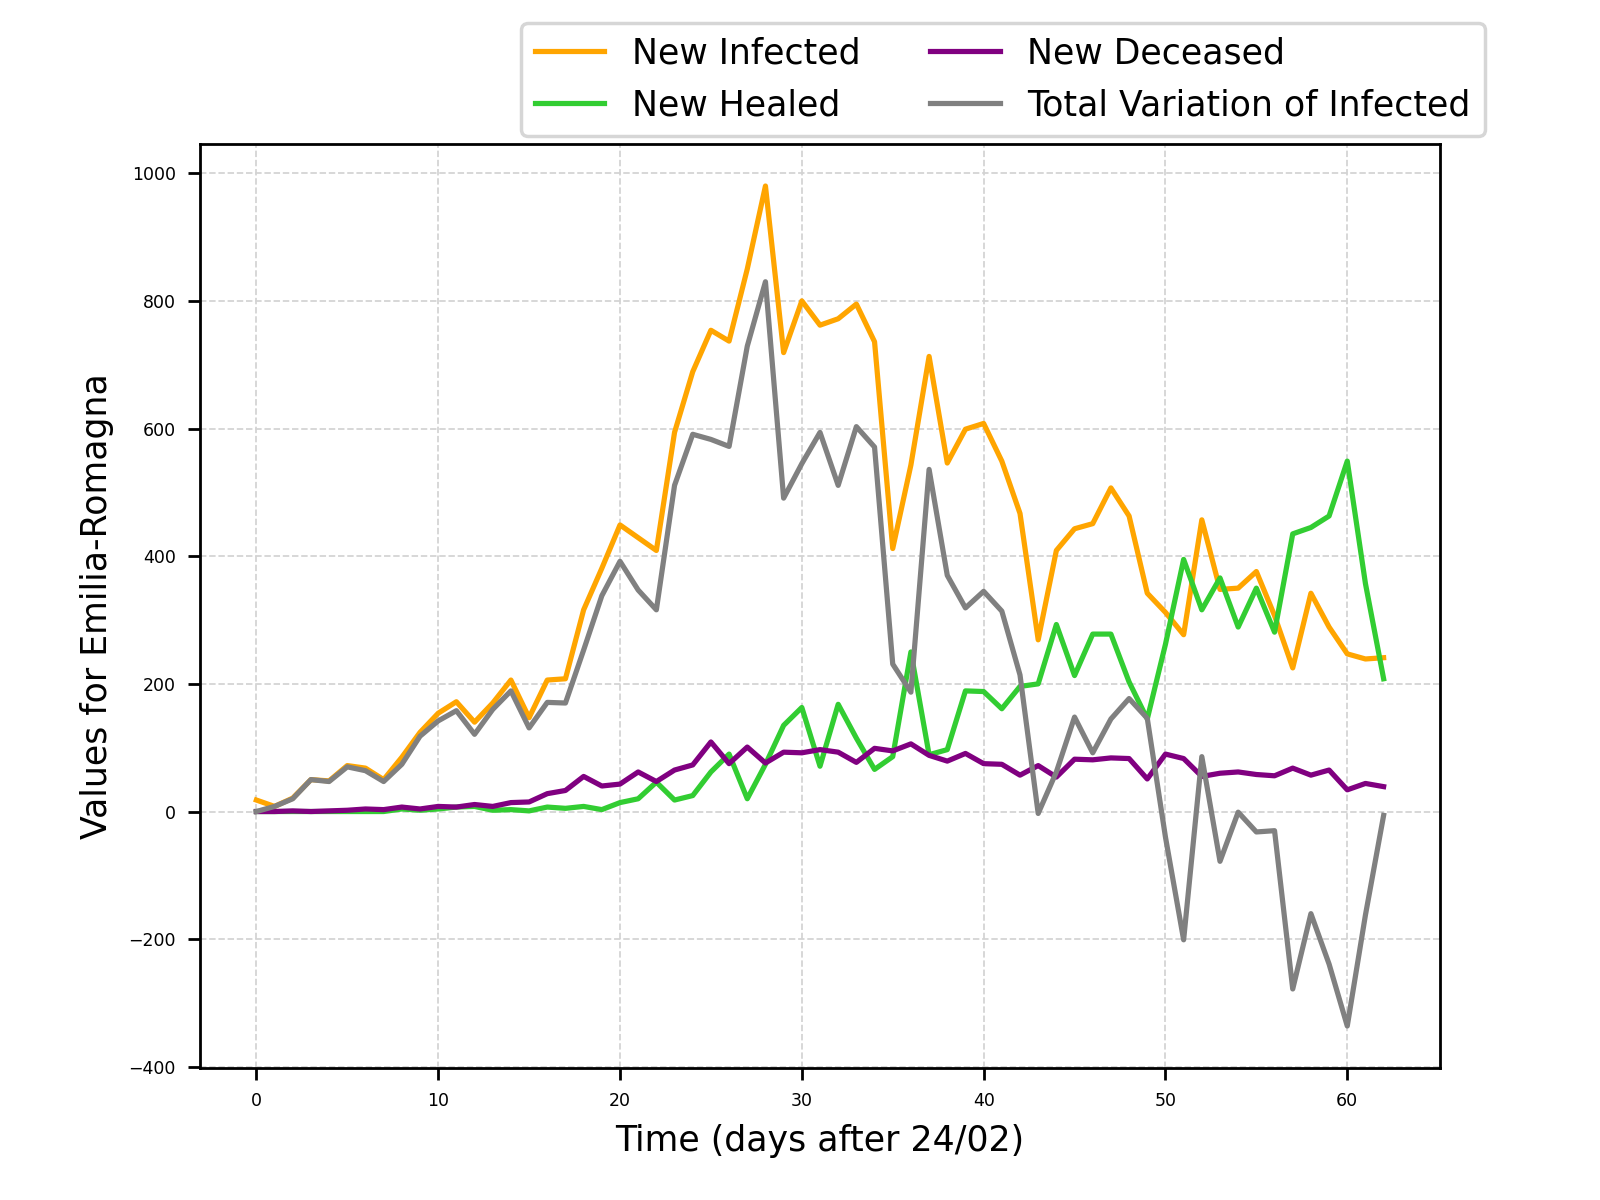 New Infected
New Healed
New Deceased
Total Variation of Infected
Values for Emilia-Romagna
1000
800
600
400
200
0
−200
−400
0 10 20 30 40 50 60
Time (days after 24/02)